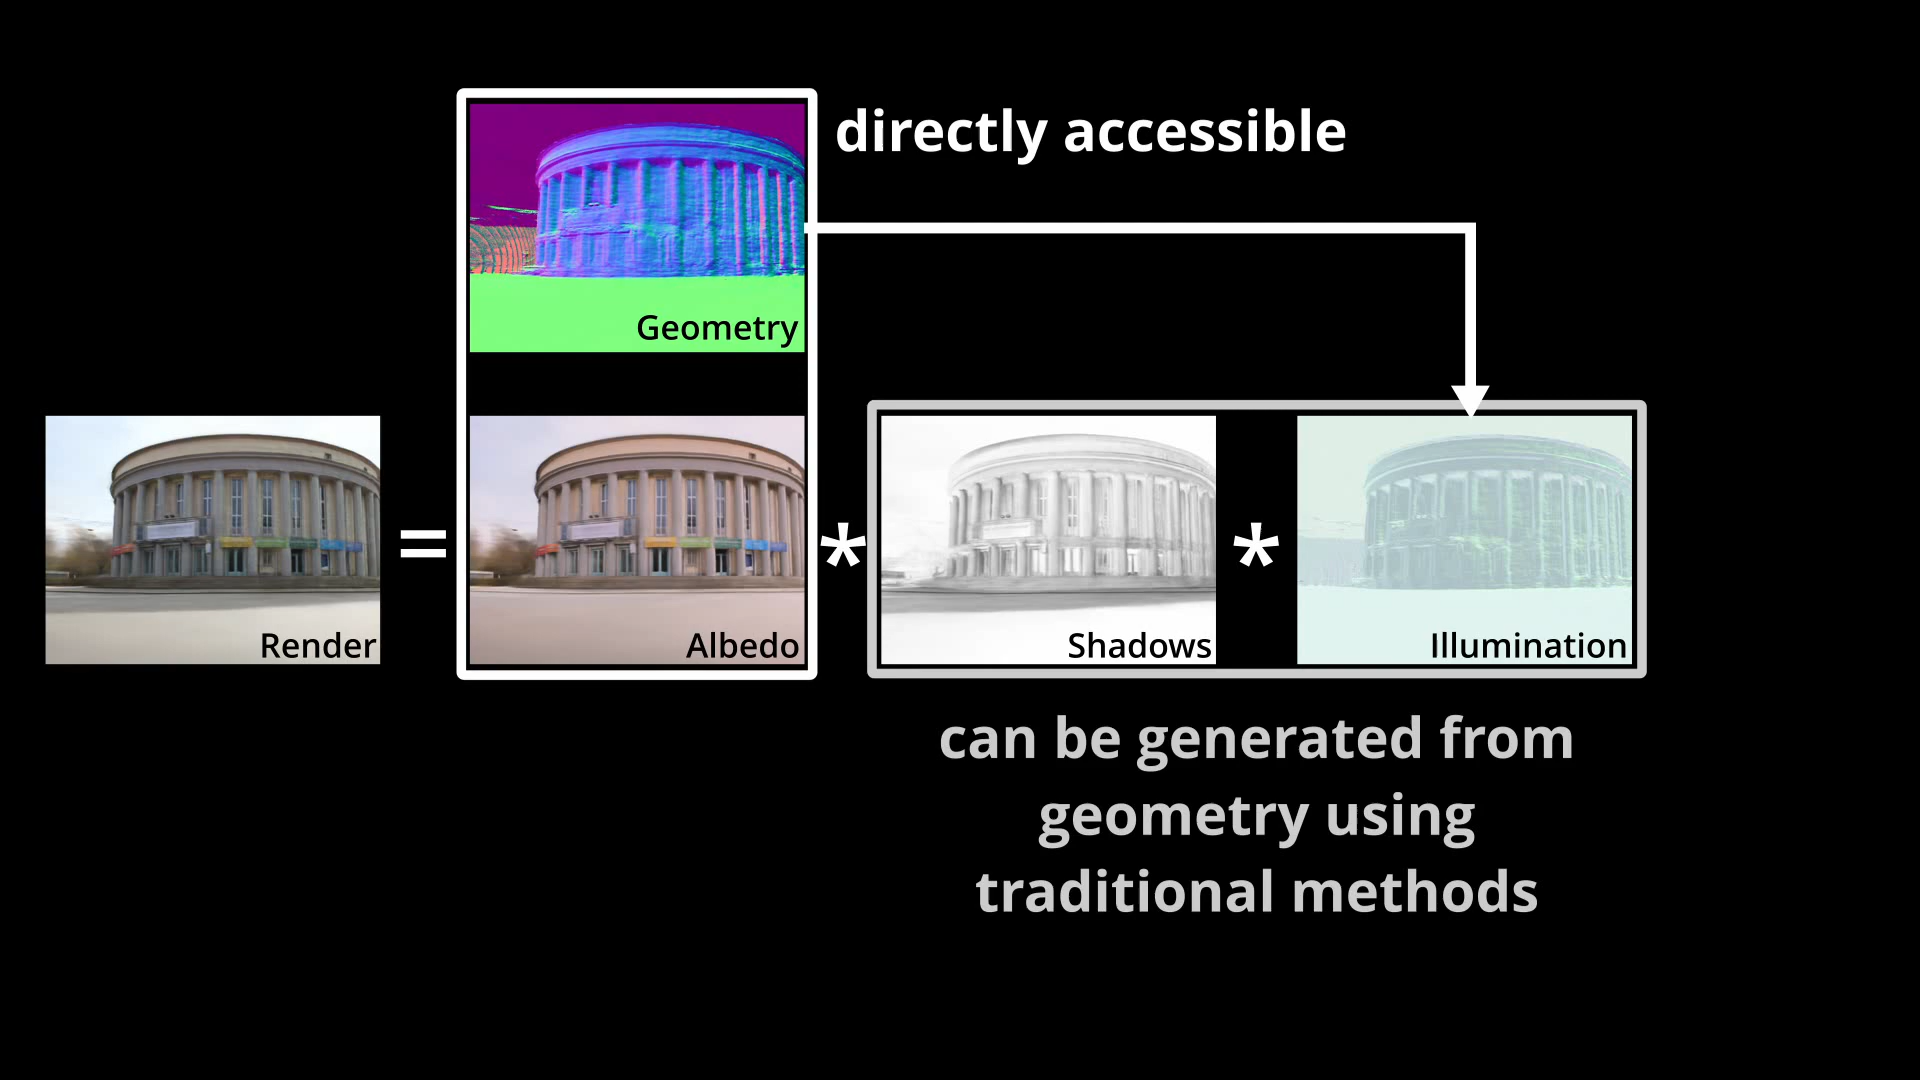 directly accessible
Geometry
Render
=
Albedo
*
Shadows
*
Illumination
can be generated from
geometry using
traditional methods